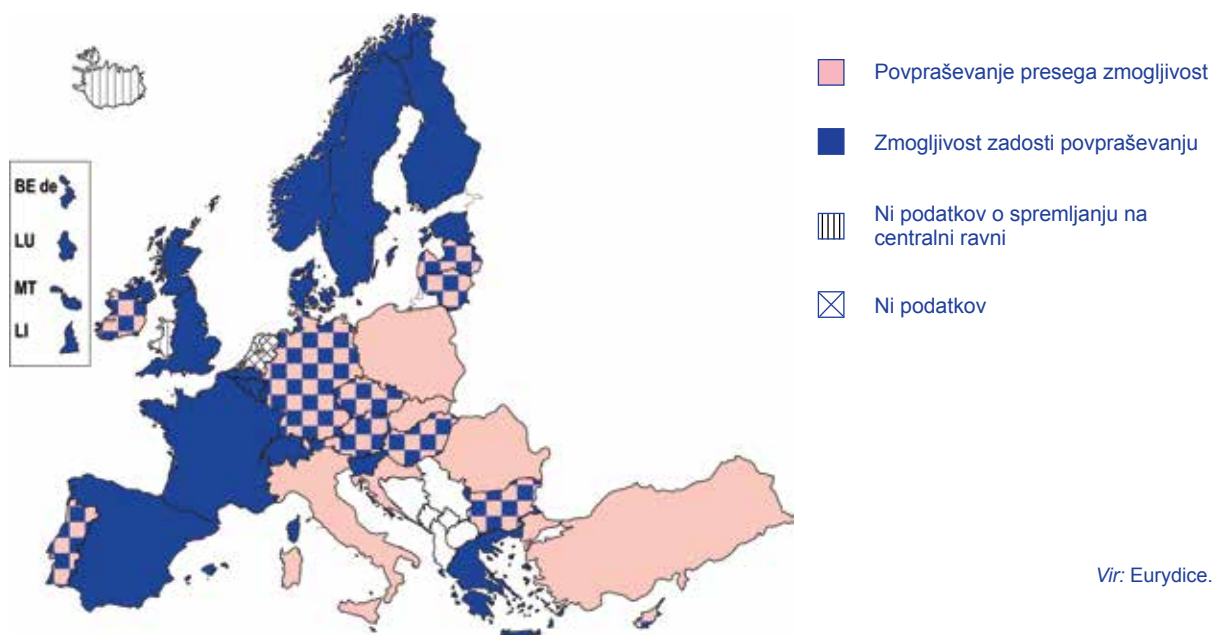 BE de
LU
MT
LI
Povpraševanje presega zmogljivost
Zmogljivost zadosti povpraševanju
Ni podatkov o spremljanju na
centralni ravni
Ni podatkov
Vir: Eurydice.